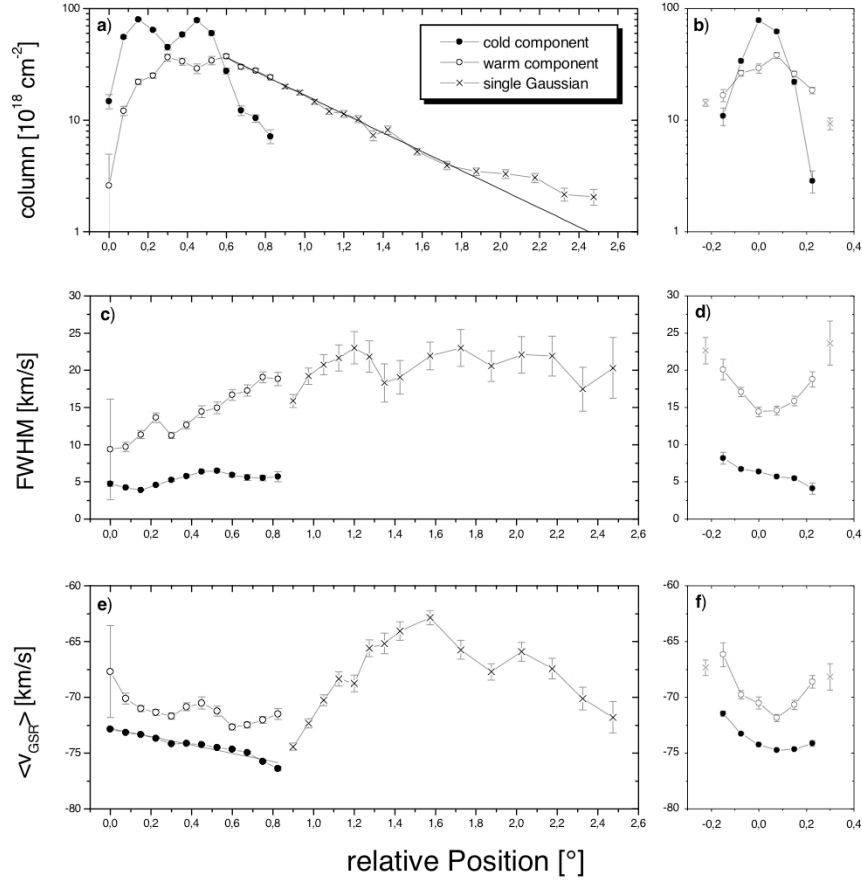 a)
cold component
warm component
single Gaussian
column [10^18 cm^-2]
100
10
1
0,0 0,2 0,4 0,6 0,8 1,0 1,2 1,4 1,6 1,8 2,0 2,2 2,4 2,6
b)
100
10
1
-0,2 0,0 0,2 0,4
c)
FWHM [km/s]
30
25
20
15
10
5
0
0,0 0,2 0,4 0,6 0,8 1,0 1,2 1,4 1,6 1,8 2,0 2,2 2,4 2,6
d)
30
25
20
15
10
5
0
-0,2 0,0 0,2 0,4
e)
<v_GSR> [km/s]
-60
-65
-70
-75
-80
0,0 0,2 0,4 0,6 0,8 1,0 1,2 1,4 1,6 1,8 2,0 2,2 2,4 2,6
f)
-60
-65
-70
-75
-80
-0,2 0,0 0,2 0,4
relative Position [°]